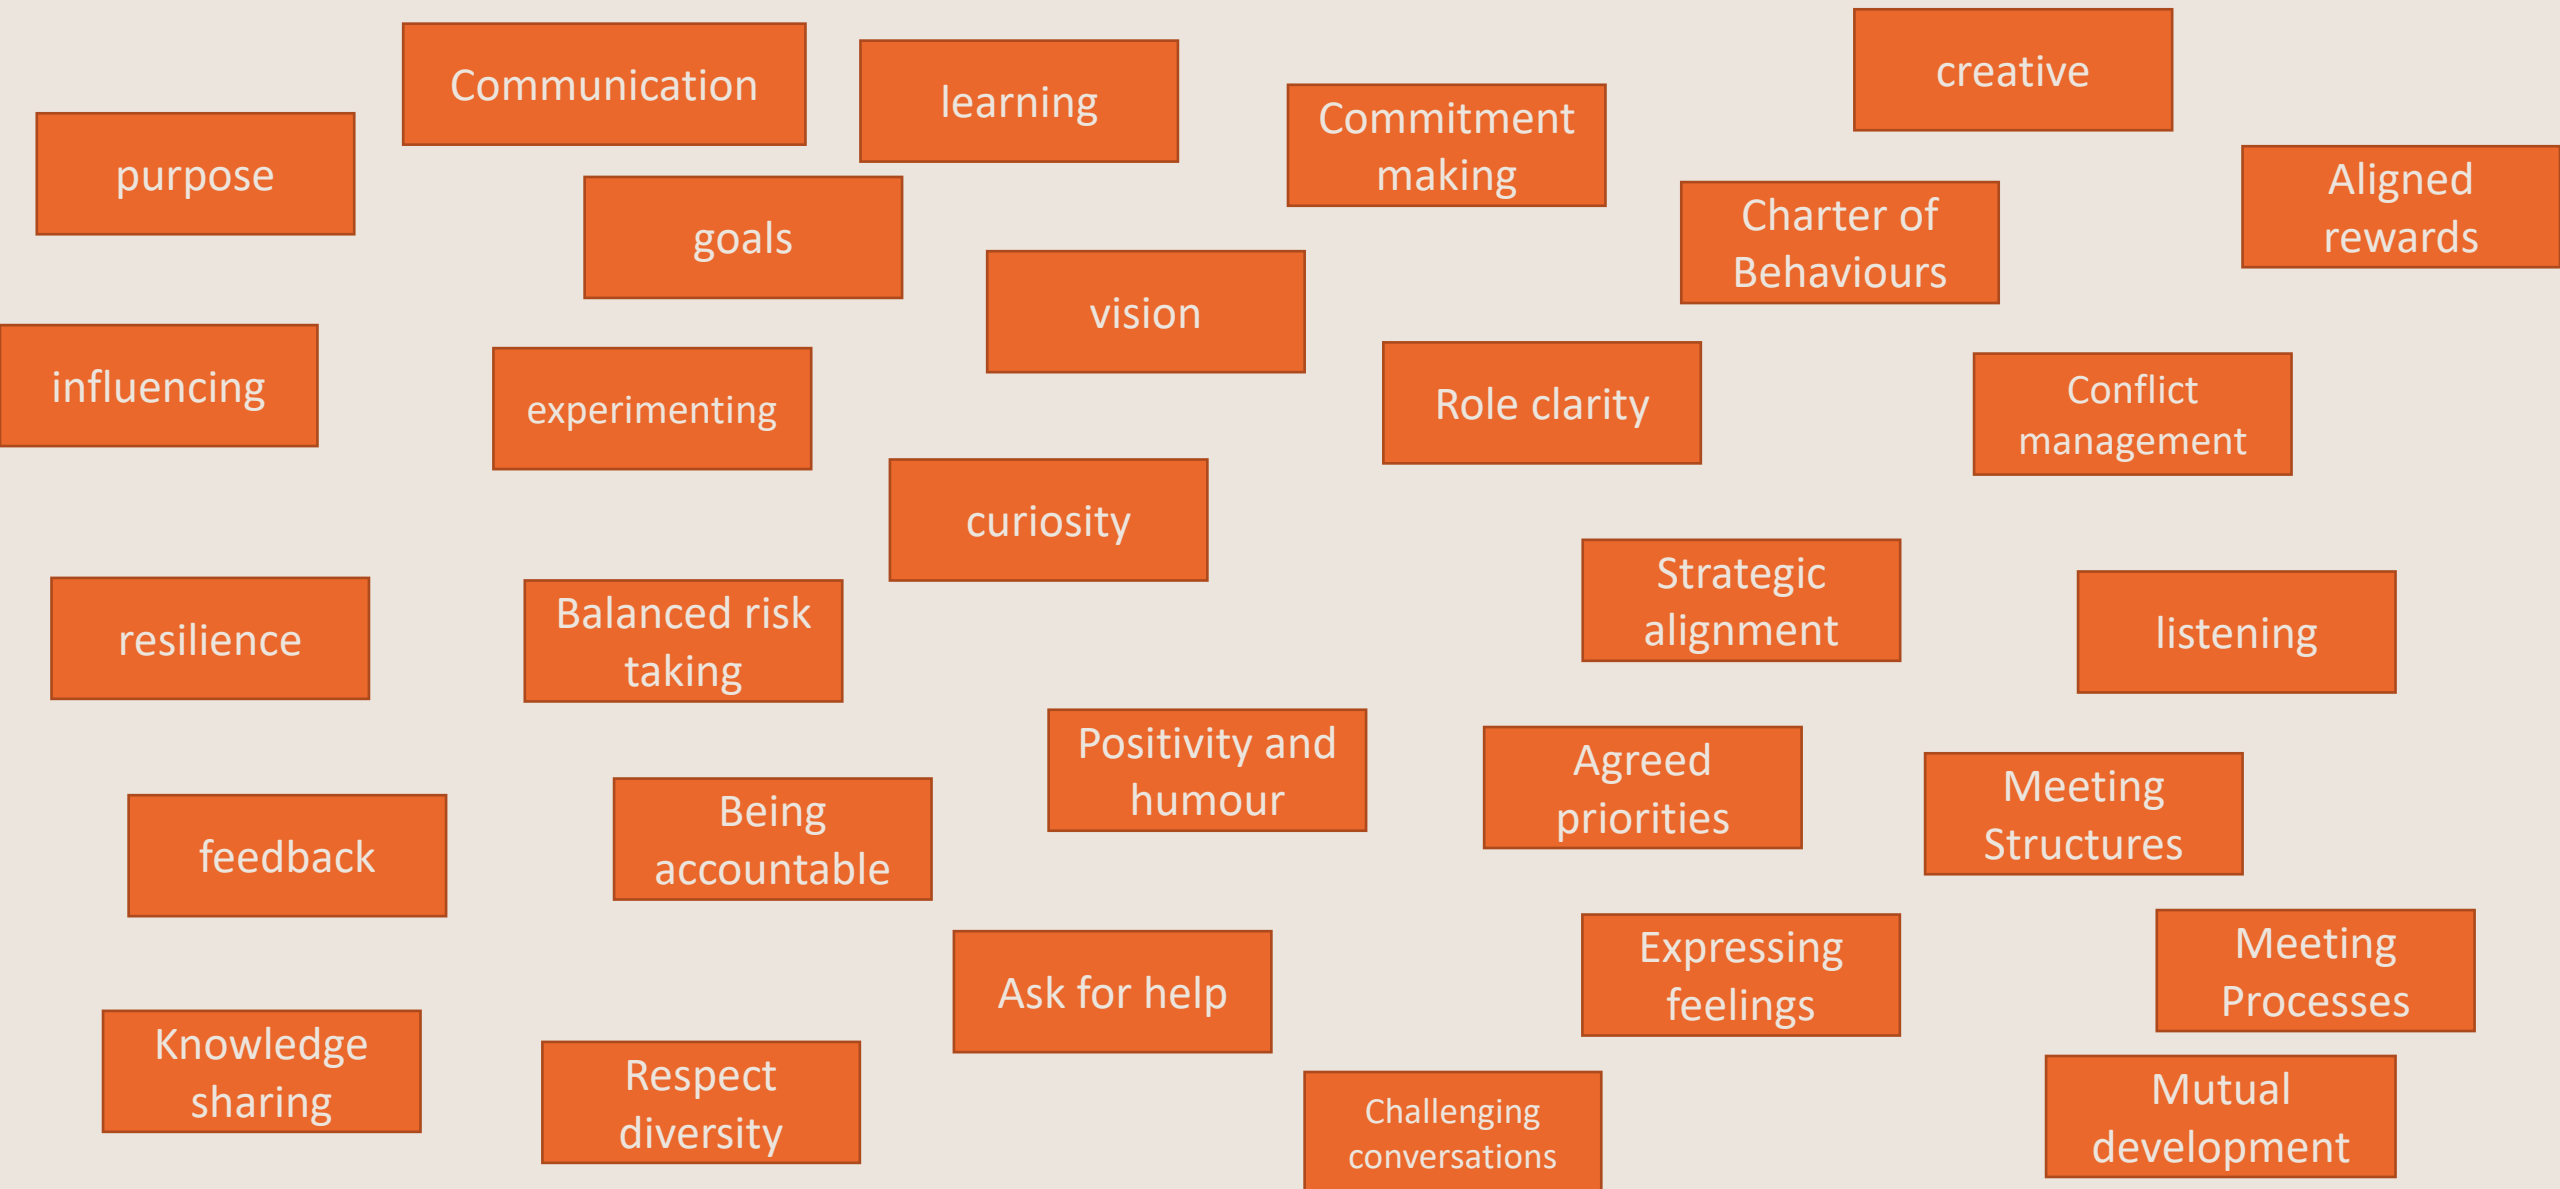 creative
Communication
learning
Commitment
making
purpose
Aligned
rewards
goals
Charter of
Behaviours
vision
influencing
experimenting
Role clarity
Conflict
management
curiosity
Strategic
alignment
resilience
Balanced risk
taking
listening
Positivity and
humour
Agreed
priorities
Meeting
Structures
feedback
Being
accountable
Expressing
feelings
Meeting
Processes
Ask for help
Knowledge
sharing
Respect
diversity
Challenging
conversations
Mutual
development